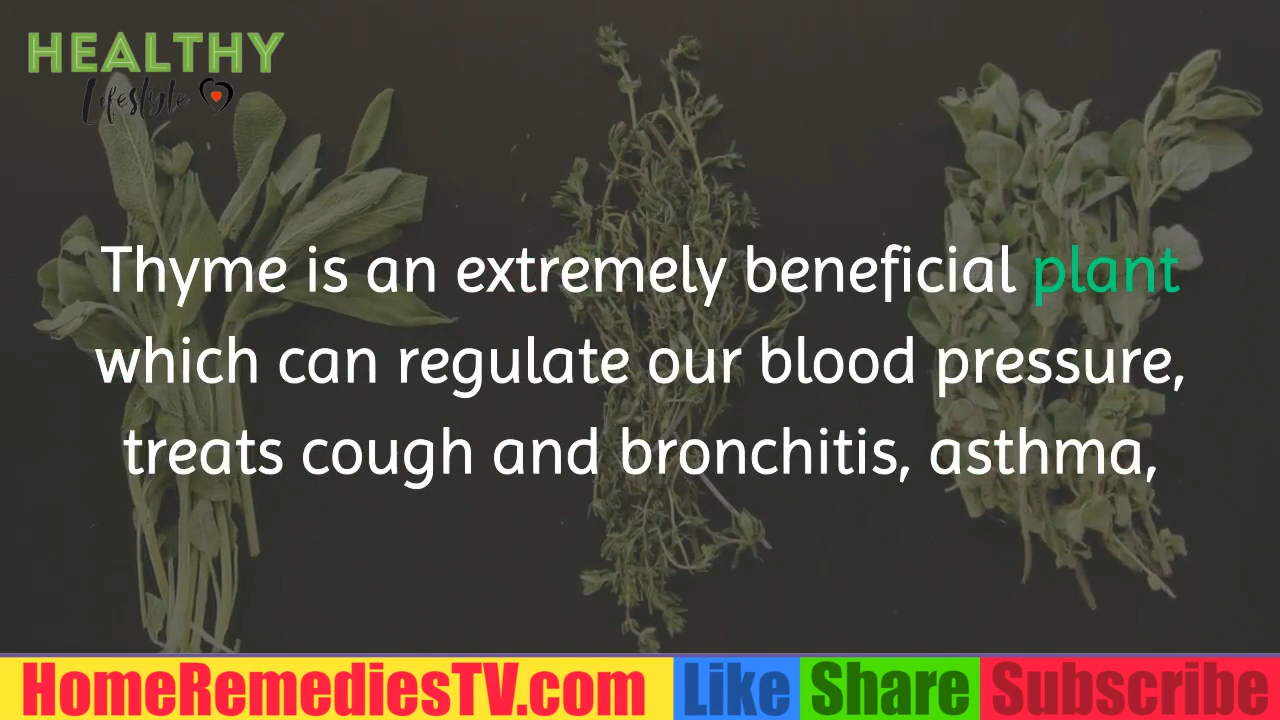 HEALTHY
Lifestyle
Thyme is an extremely beneficial plant
which can regulate our blood pressure,
treats cough and bronchitis, asthma,
HomeRemediesTV.com Like Share Subscribe